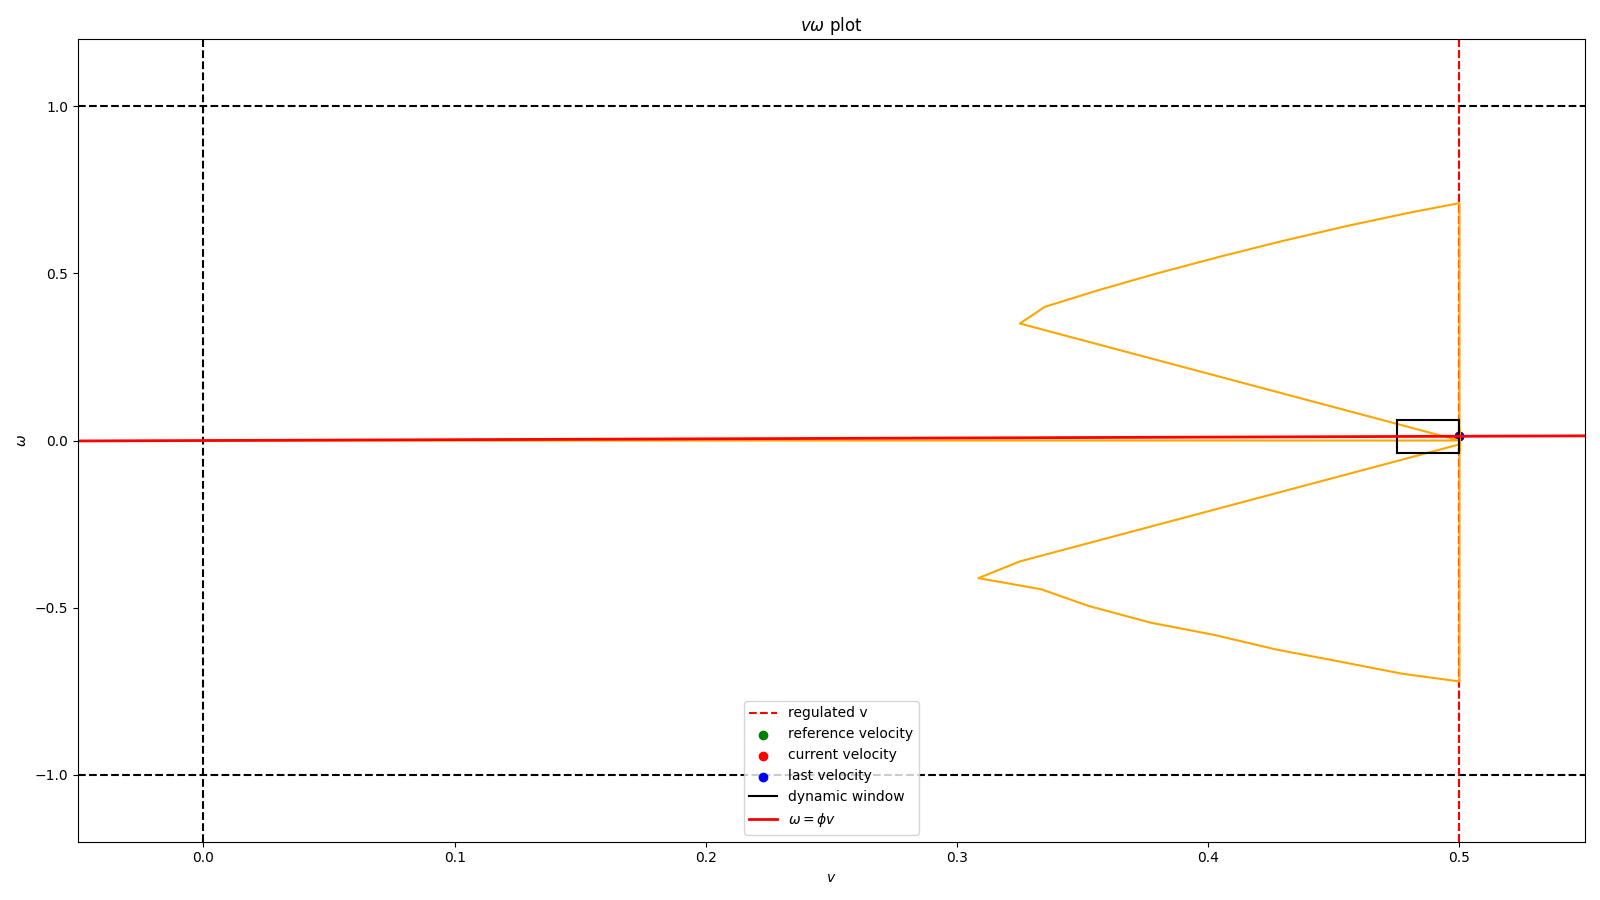 vω plot
1.0
0.5
0.0
−0.5
−1.0
ω
regulated v
reference velocity
current velocity
last velocity
dynamic window
ω = ϕv
0.0
0.1
0.2
0.3
0.4
0.5
v